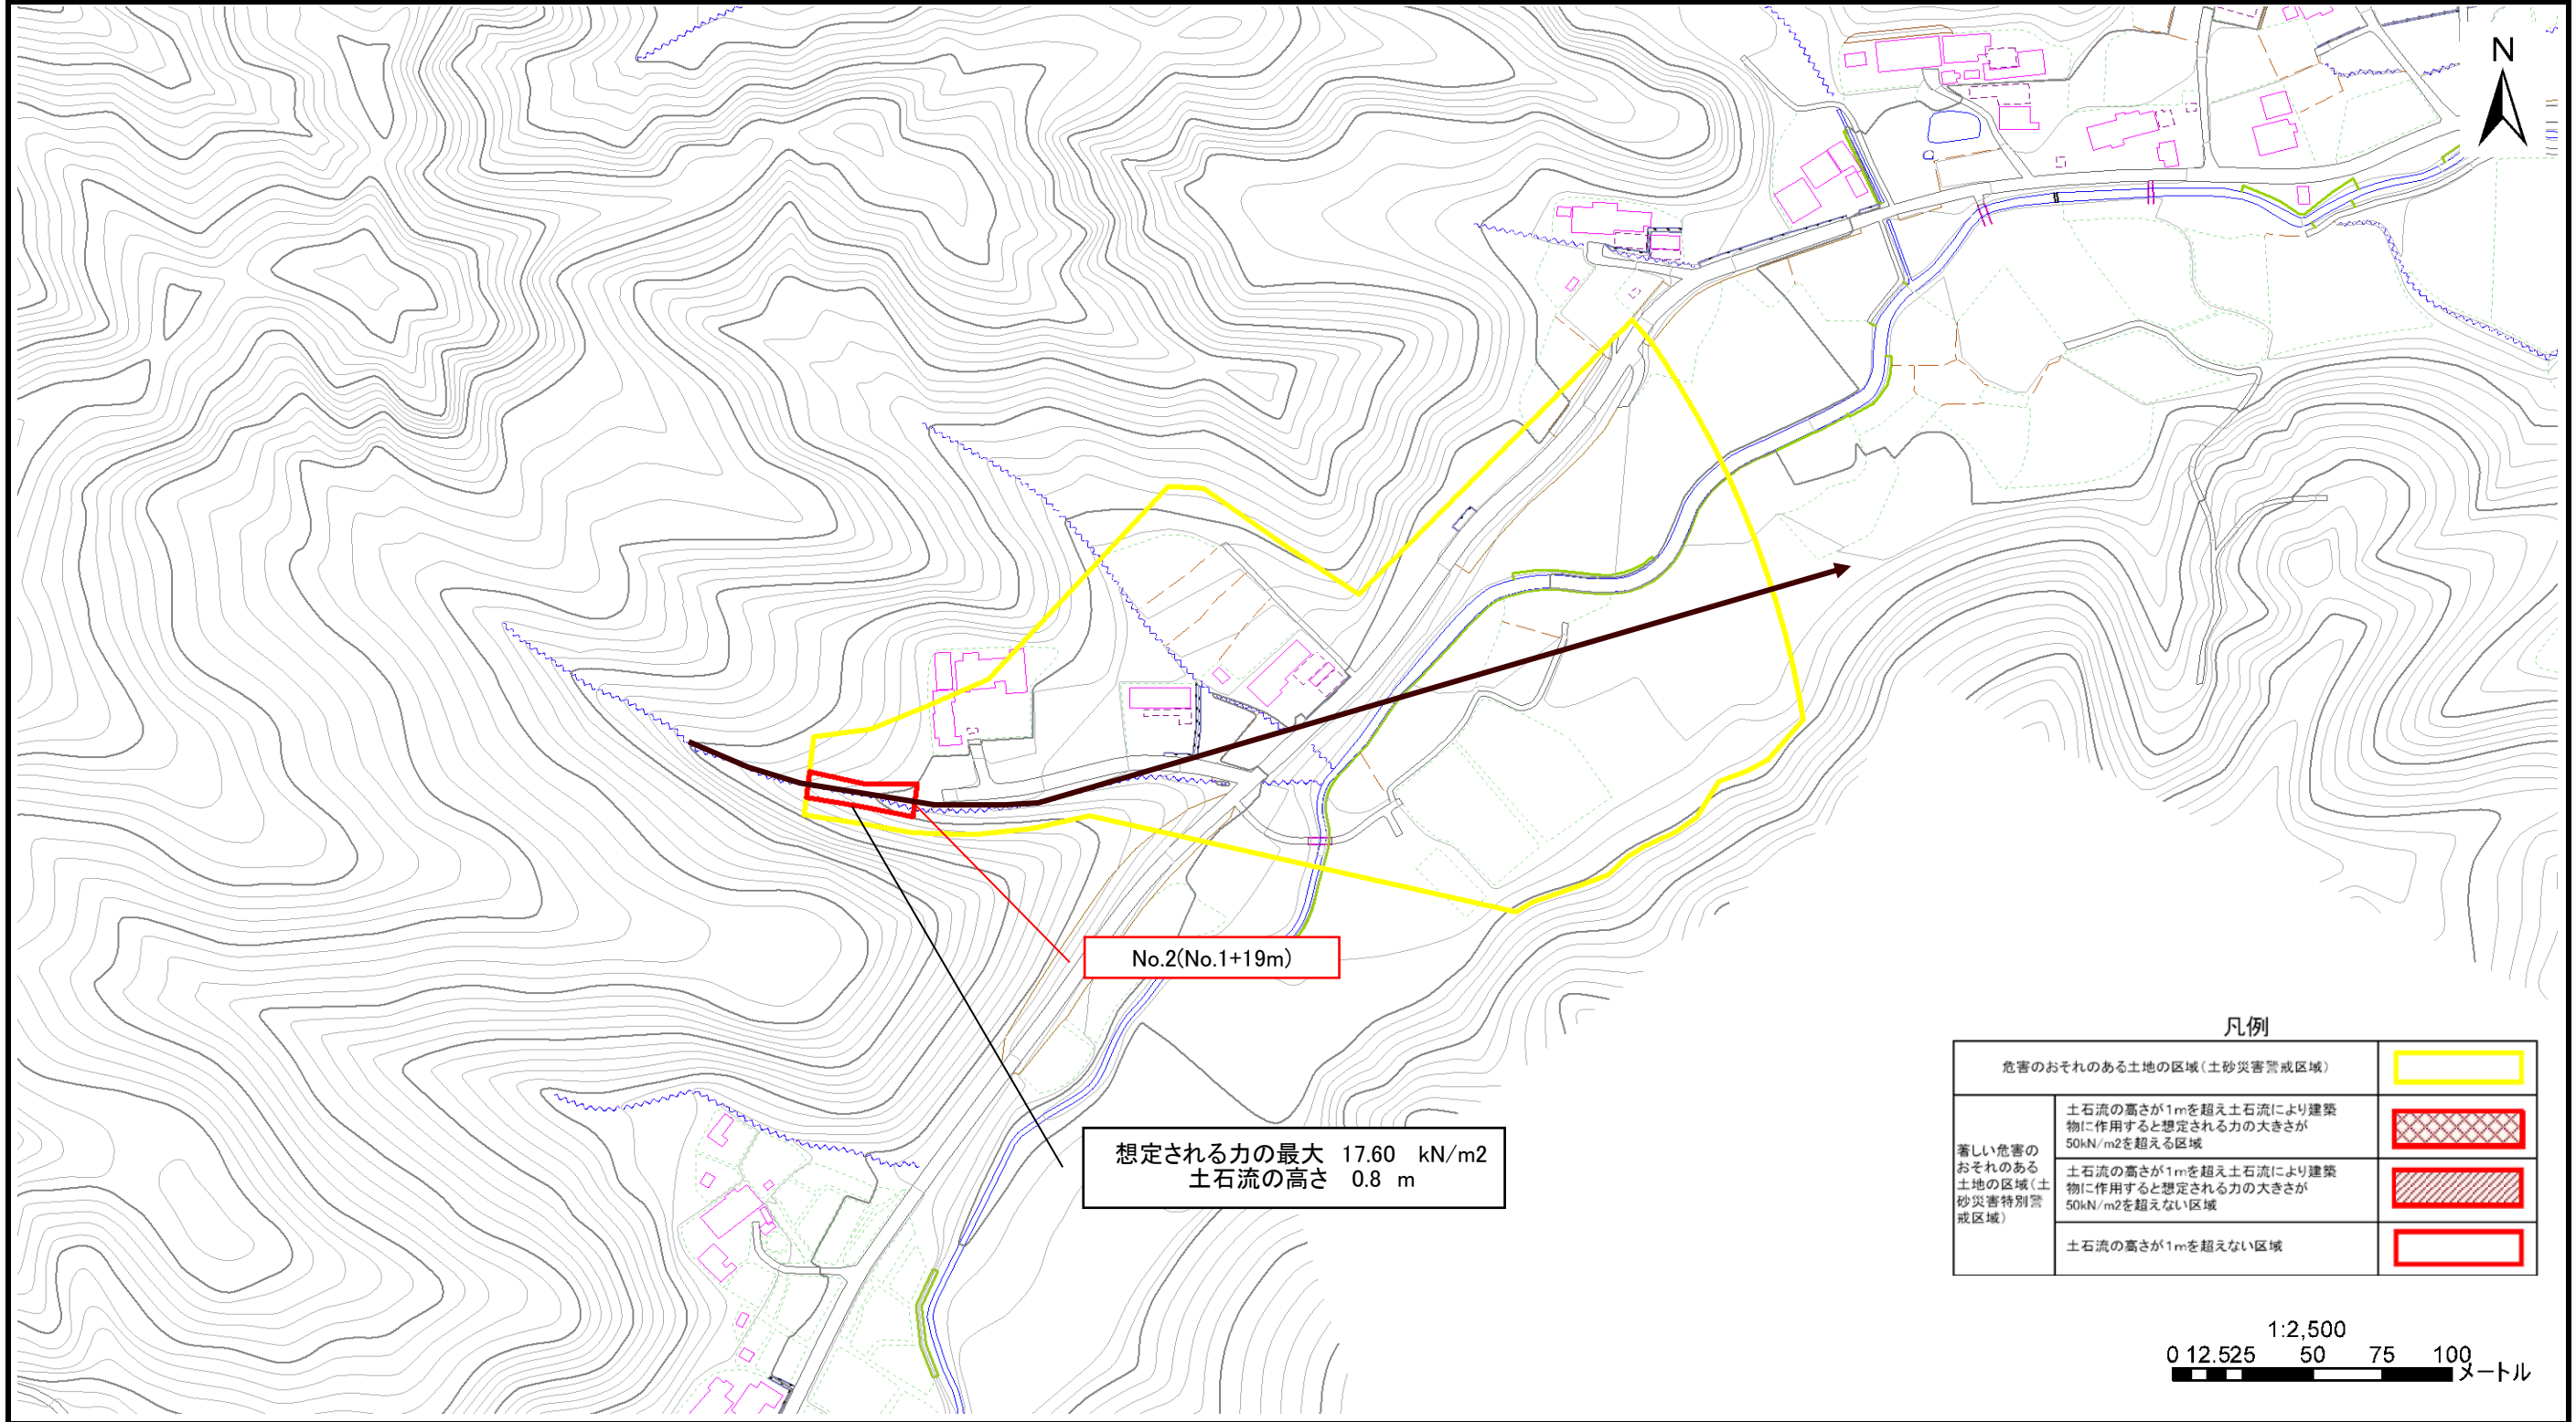 N
No.2(No.1+19m)
想定される力の最大 17.60 kN/m2
土石流の高さ 0.8 m
凡例
危害のおそれのある土地の区域(土砂災害警戒区域)
著しい危害の
おそれのある
土地の区域(土
砂災害特別警
戒区域)
土石流の高さが1mを超え土石流により建築
物に作用すると想定される力の大きさが
50kN/m2を超える区域
土石流の高さが1mを超え土石流により建築
物に作用すると想定される力の大きさが
50kN/m2を超えない区域
土石流の高さが1mを超えない区域
1:2,500
0 12.525 50 75 100
メートル